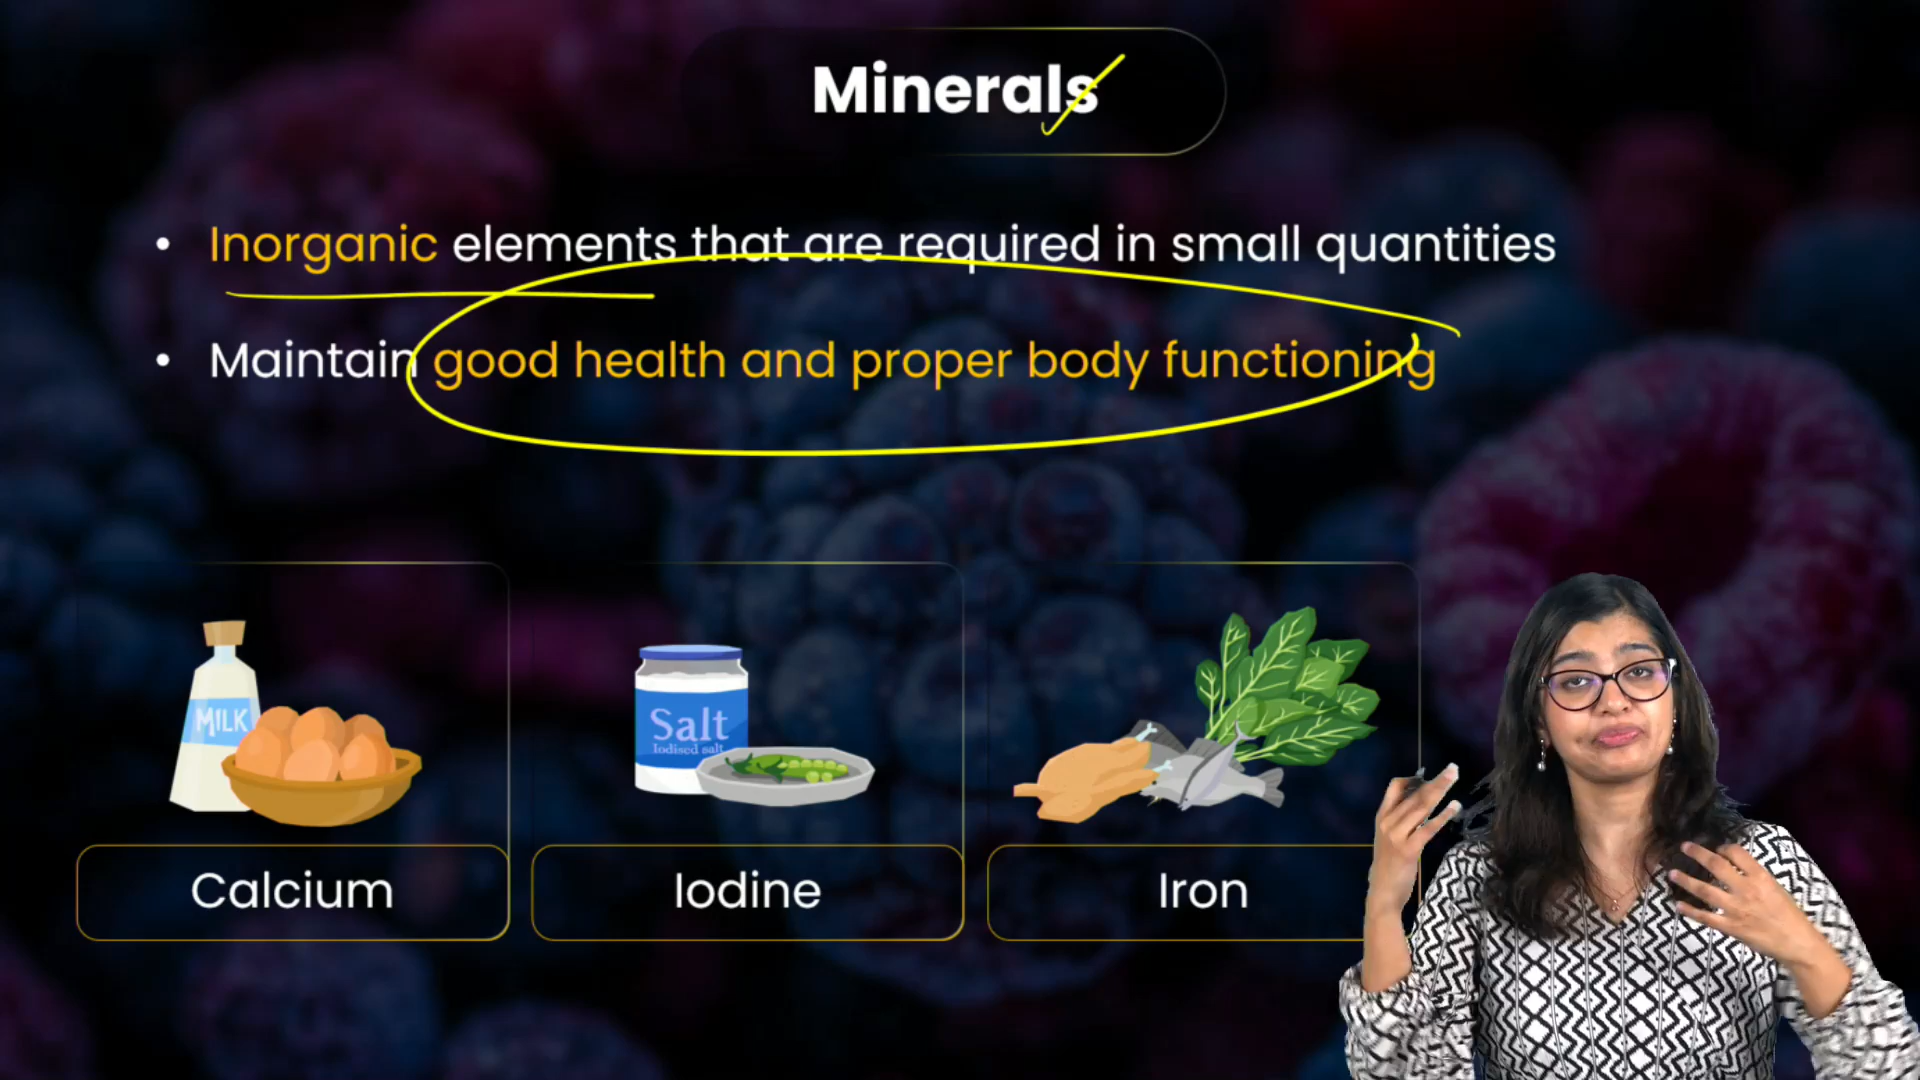 Minerals
• Inorganic elements that are required in small quantities
• Maintain good health and proper body functioning
MILK
Salt
Iodised salt
Calcium
Iodine
Iron